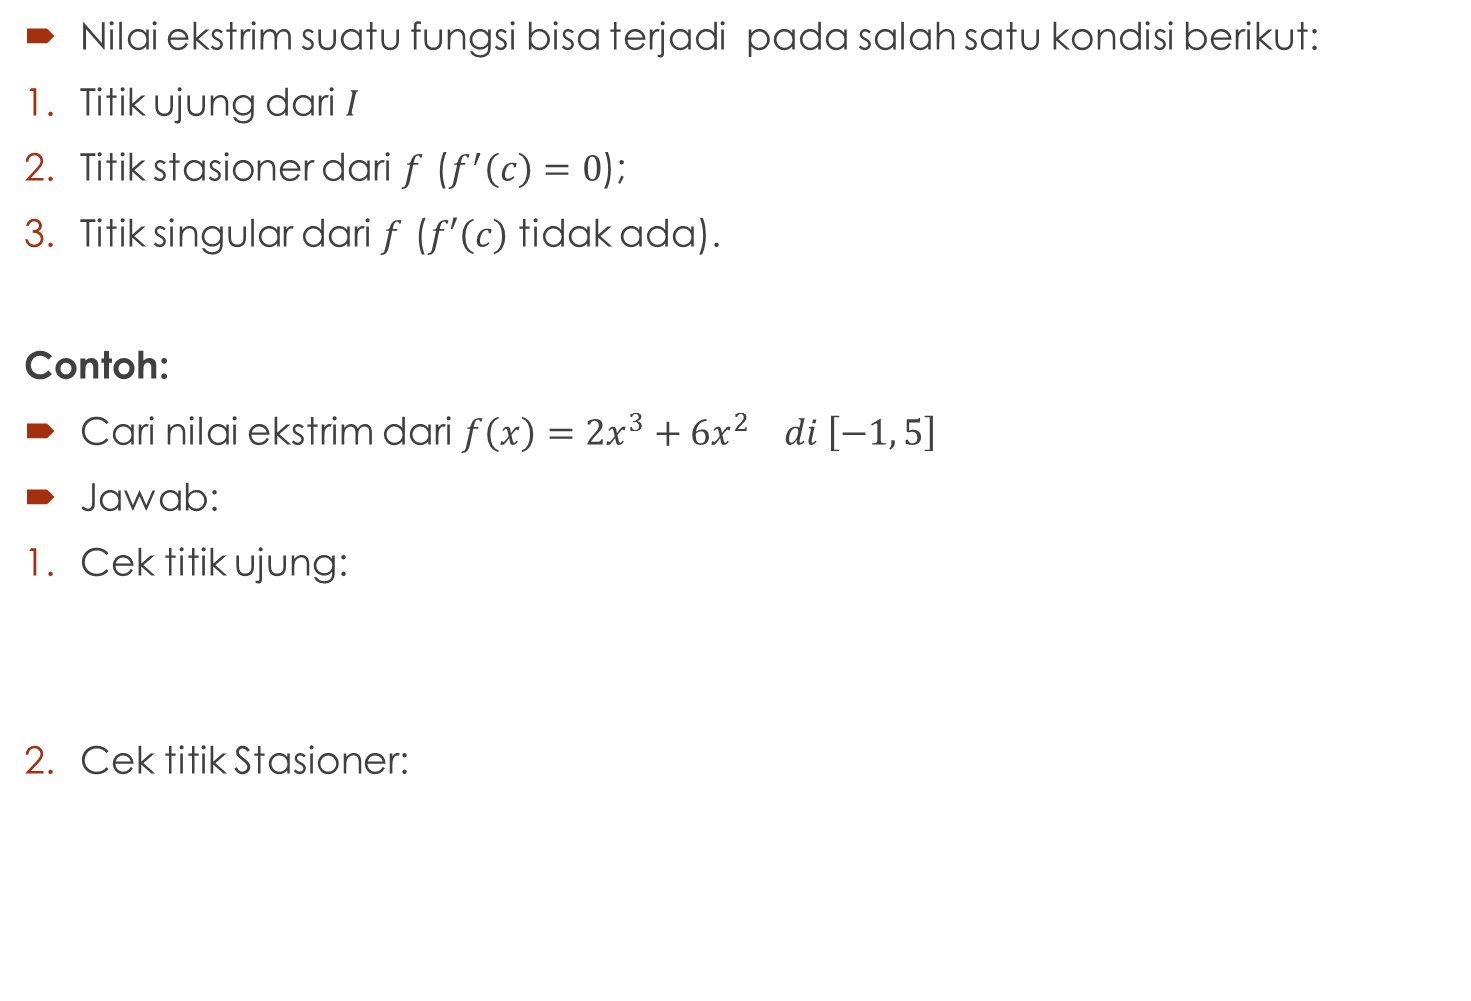 Nilai ekstrim suatu fungsi bisa terjadi pada salah satu kondisi berikut:
1. Titik ujung dari I
2. Titik stasioner dari f (f′(c) = 0);
3. Titik singular dari f (f′(c) tidak ada).
Contoh:
Cari nilai ekstrim dari f(x) = 2x³ + 6x² di [−1, 5]
Jawab:
1. Cek titik ujung:
2. Cek titik Stasioner: